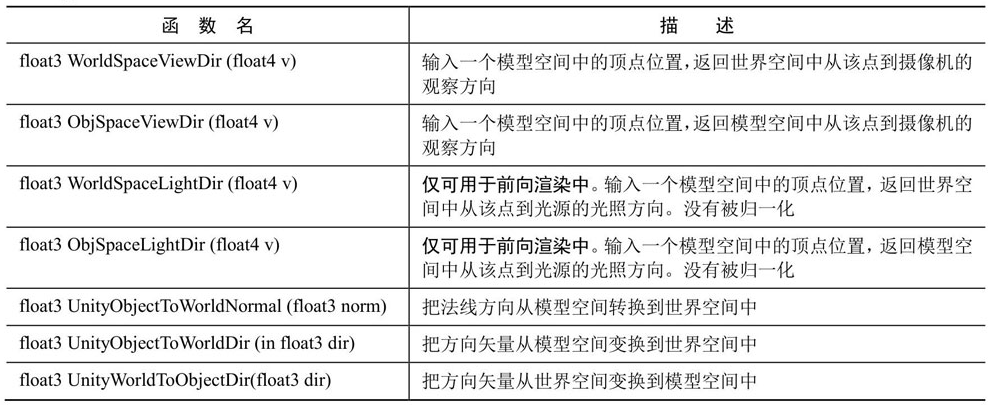 函 数 名
描 述
float3 WorldSpaceViewDir (float4 v)
输入一个模型空间中的顶点位置，返回世界空间中从该点到摄像机的
观察方向
float3 ObjSpaceViewDir (float4 v)
输入一个模型空间中的顶点位置，返回模型空间中从该点到摄像机的
观察方向
float3 WorldSpaceLightDir (float4 v)
仅可用于前向渲染中。输入一个模型空间中的顶点位置，返回世界空
间中从该点到光源的光照方向。没有被归一化
float3 ObjSpaceLightDir (float4 v)
仅可用于前向渲染中。输入一个模型空间中的顶点位置，返回模型空
间中从该点到光源的光照方向。没有被归一化
float3 UnityObjectToWorldNormal (float3 norm)
把法线方向从模型空间转换到世界空间中
float3 UnityObjectToWorldDir (in float3 dir)
把方向矢量从模型空间变换到世界空间中
float3 UnityWorldToObjectDir(float3 dir)
把方向矢量从世界空间变换到模型空间中